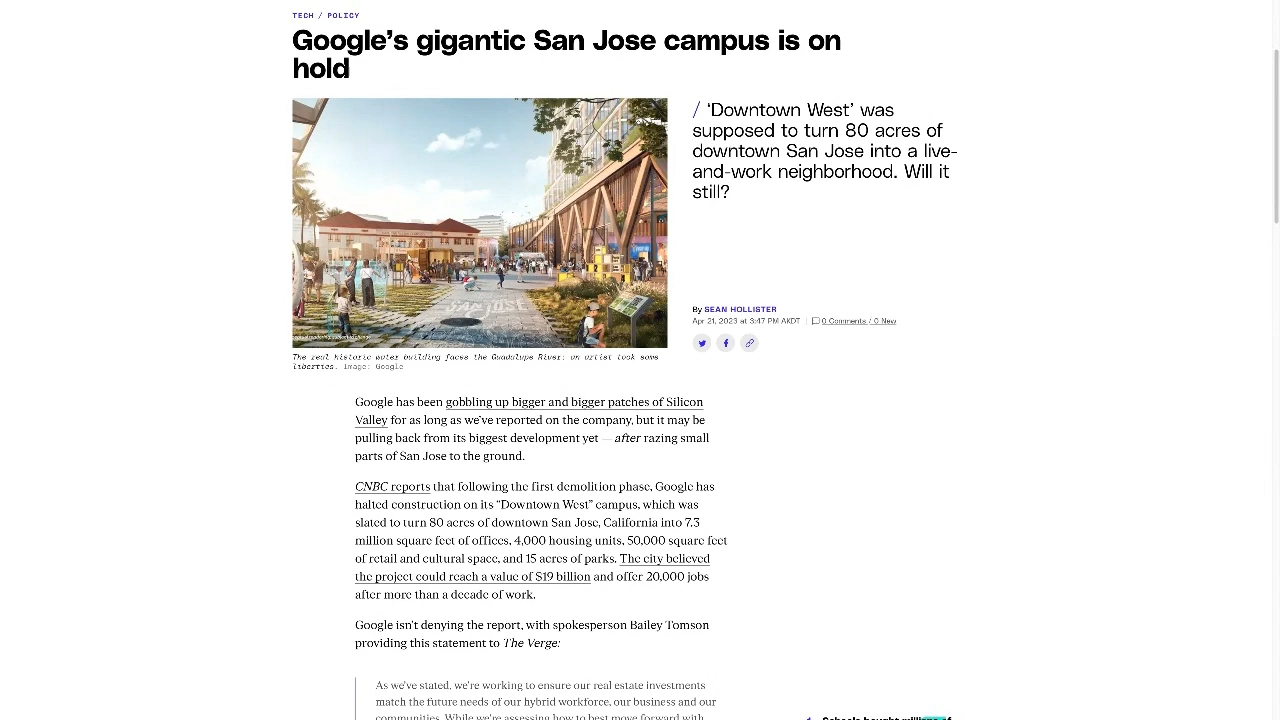 TECH / POLICY
Google’s gigantic San Jose campus is on
hold
/ ‘Downtown West’ was
supposed to turn 80 acres of
downtown San Jose into a live-
and-work neighborhood. Will it
still?
SAN JOSE
By SEAN HOLLISTER
Apr 21, 2023 at 3:47 PM AKDT | 0 Comments / 0 New
The real historic water building faces the Guadalupe River: an artist took some
liberties. Image: Google
Google has been gobbling up bigger and bigger patches of Silicon
Valley for as long as we’ve reported on the company, but it may be
pulling back from its biggest development yet — after razing small
parts of San Jose to the ground.
CNBC reports that following the first demolition phase, Google has
halted construction on its “Downtown West” campus, which was
slated to turn 80 acres of downtown San Jose, California into 7.3
million square feet of offices, 4,000 housing units, 50,000 square feet
of retail and cultural space, and 15 acres of parks. The city believed
the project could reach a value of $19 billion and offer 20,000 jobs
after more than a decade of work.
Google isn’t denying the report, with spokesperson Bailey Tomson
providing this statement to The Verge:
As we’ve stated, we’re working to ensure our real estate investments
match the future needs of our hybrid workforce, our business and our
communities. While we’re assessing how to best move forward with
Schools bought millions of